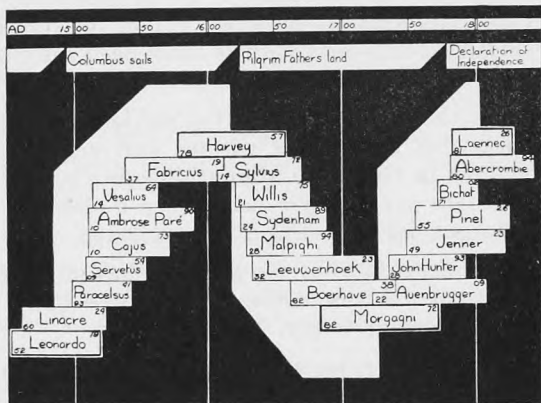 AD 15 00 50 16 00 50 17 00 50 18 00
Columbus sails Pilgrim Fathers land Declaration of Independence
78 Harvey 57
37 Fabricius 19
14 Sylvius 72
14 Vesalius 64
21 Willis 75
10 Ambrose Paré 90
24 Sydenham 89
10 Cajus 73
28 Malpighi 94
09 Servetus 54
32 Leeuwenhoek 23
93 Paracelsus 41
82 Boerhave 38
60 Linacre 24
52 Leonardo 19
82 Morgagni 72
81 Laennec 26
80 Abercrombie
71 Bichat 02
55 Pinel 26
49 Jenner 23
28 John Hunter 93
22 Auenbrugger 09